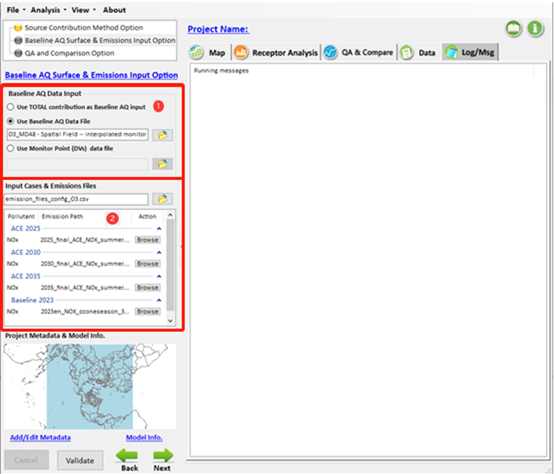 File ▾ Analysis ▾ View ▾ About
Source Contribution Method Option
Baseline AQ Surface & Emissions Input Option
QA and Comparison Option
Baseline AQ Surface & Emissions Input Option
Baseline AQ Data Input
Use TOTAL contribution as Baseline AQ input
1
Use Baseline AQ Data File
O3_MDA8 - Spatial Field -- interpolated monitor
Use Monitor Point (DVs) data file
Input Cases & Emissions Files
emission_files_config_O3.csv
Pollutant Emission Path 2 Action
ACE 2025
NOx 2025_final_ACE_NOx_summer... Browse
ACE 2030
NOx 2030_final_ACE_NOx_summer... Browse
ACE 2035
NOx 2035_final_ACE_NOx_summer... Browse
Baseline 2023
NOx 2023en_NOX_ozoneseason_3... Browse
Project Metadata & Model Info.
Add/Edit Metadata Model Info.
Cancel Validate Back Next
Project Name:
Map Receptor Analysis QA & Compare Data Log/Msg
Running messages